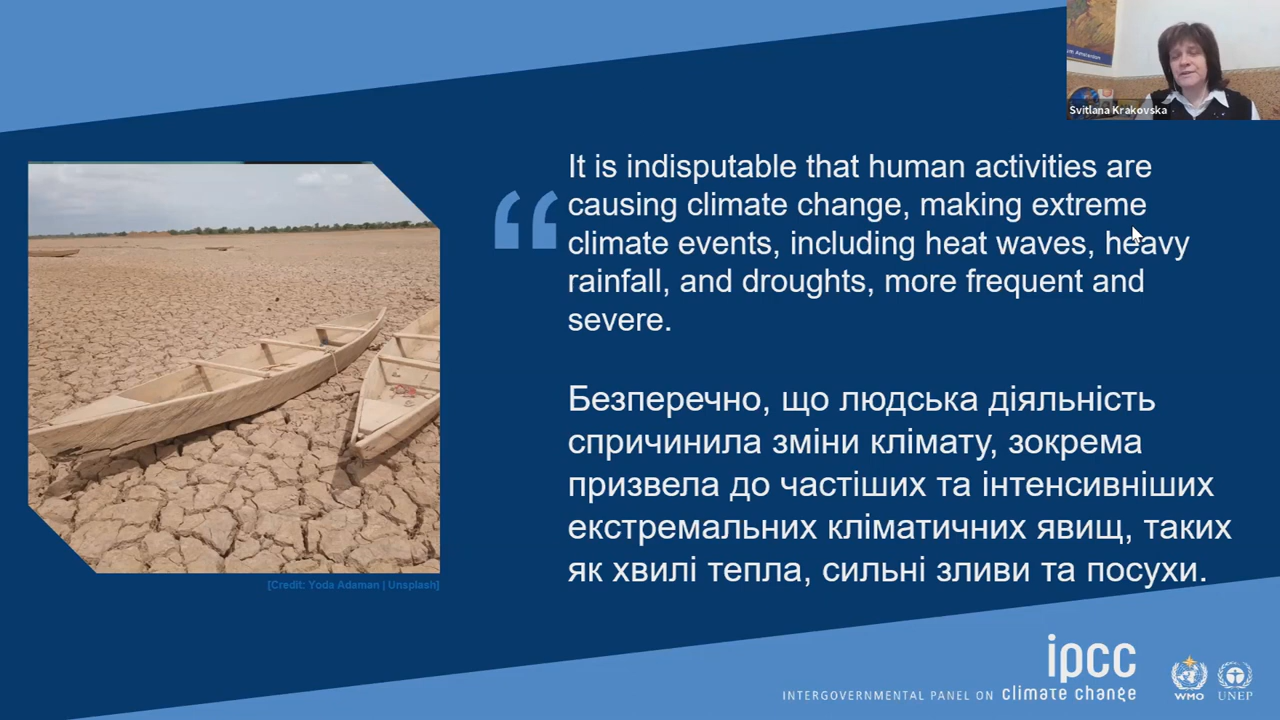 um Amsterdam
Svitlana Krakovska
“
It is indisputable that human activities are
causing climate change, making extreme
climate events, including heat waves, heavy
rainfall, and droughts, more frequent and
severe.
Безперечно, що людська діяльність
спричинила зміни клімату, зокрема
призвела до частіших та інтенсивніших
екстремальних кліматичних явищ, таких
як хвилі тепла, сильні зливи та посухи.
[Credit: Yoda Adaman | Unsplash]
ipcc
INTERGOVERNMENTAL PANEL ON climate change
WMO
UNEP